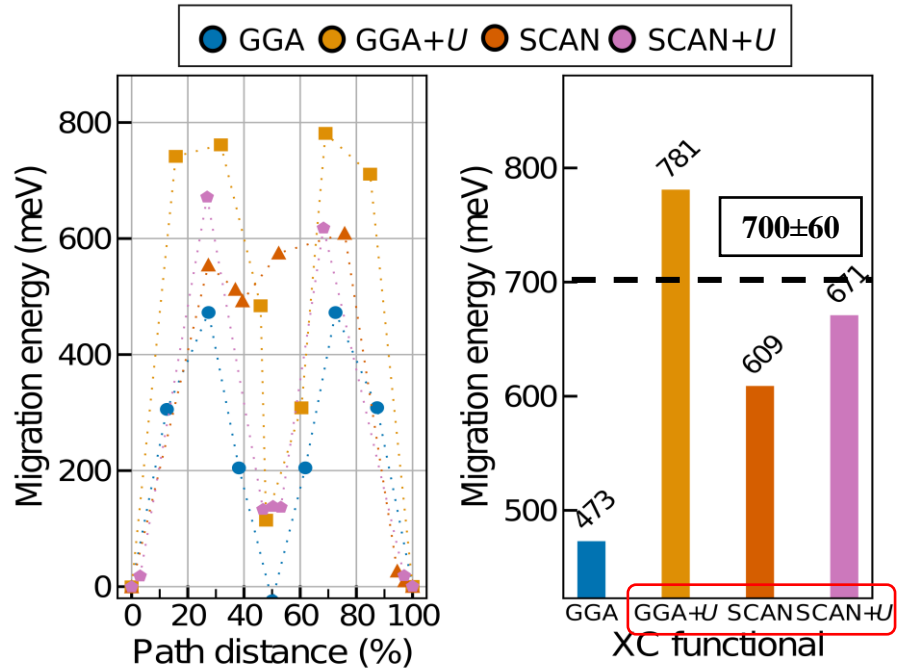 GGA GGA+U SCAN SCAN+U
Migration energy (meV)
800
600
400
200
0
0 20 40 60 80 100
Path distance (%)
Migration energy (meV)
800
700
600
500
473
781
609
671
700±60
GGA GGA+U SCAN SCAN+U
XC functional